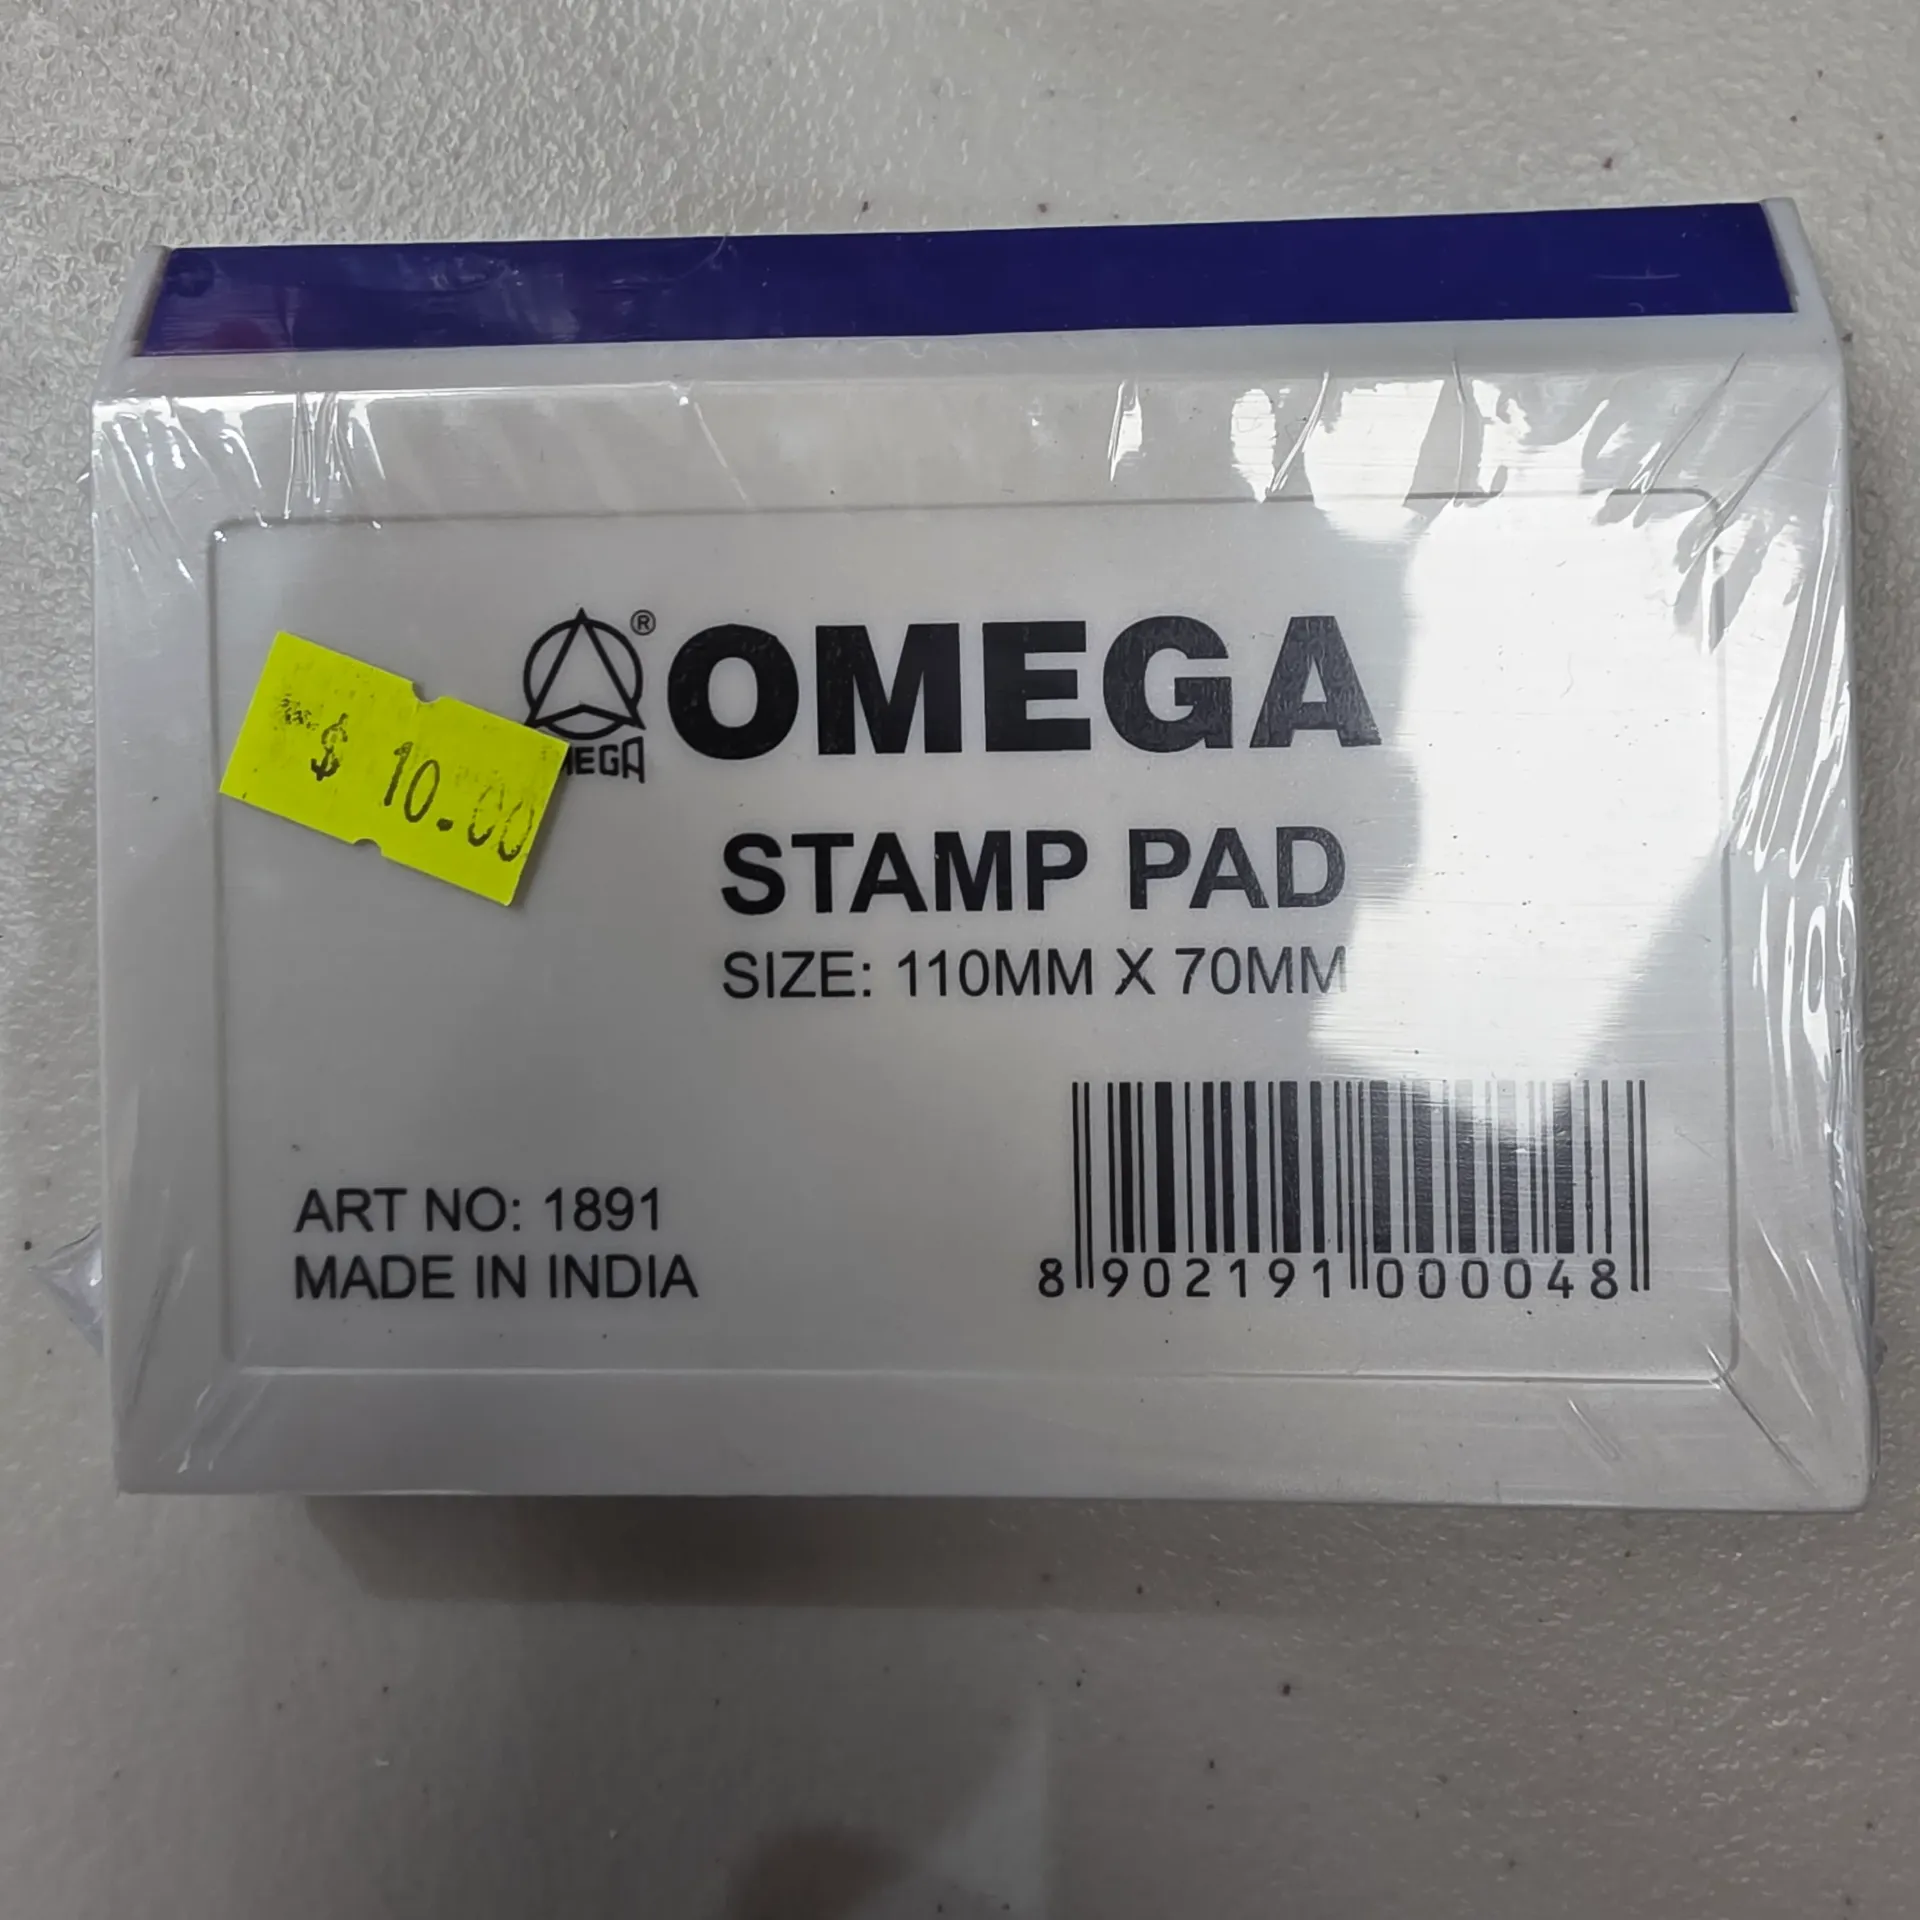 ®
OMEGA
$ 10.00
STAMP PAD
SIZE: 110MM X 70MM
ART NO: 1891
MADE IN INDIA
8 902191 000048